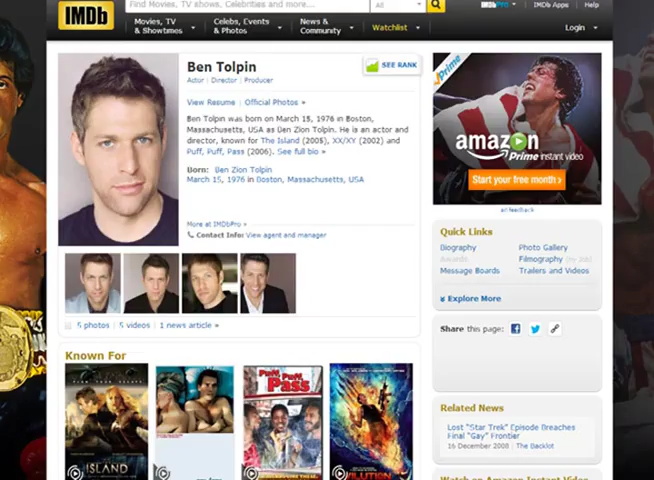 IMDb
Find Movies, TV shows, Celebrities and more...
All
IMDbPro
IMDb Apps
Help
Movies, TV
& Showtimes
Celebs, Events
& Photos
News &
Community
Watchlist
Login
Ben Tolpin
SEE RANK
Actor | Director | Producer
View Resume | Official Photos »
Ben Tolpin was born on March 15, 1976 in Boston,
Massachusetts, USA as Ben Zion Tolpin. He is an actor and
director, known for The Island (2005), XX/XY (2002) and
Puff, Puff, Pass (2006). See full bio »
Born: Ben Zion Tolpin
March 15, 1976 in Boston, Massachusetts, USA
More at IMDbPro »
Contact Info: View agent and manager
5 photos | 5 videos | 1 news article »
Known For
ISLAND
Puff, Puff,
Pass
Prime
amazon
Prime instant video
Start your free month ›
ad feedback
Quick Links
Biography
Photo Gallery
Awards
Filmography
Message Boards
Trailers and Videos
Explore More
Share this page:
Related News
Lost "Star Trek" Episode Breaches
Final "Gay" Frontier
16 December 2008 | The Backlot
Watch on Amazon Instant Video